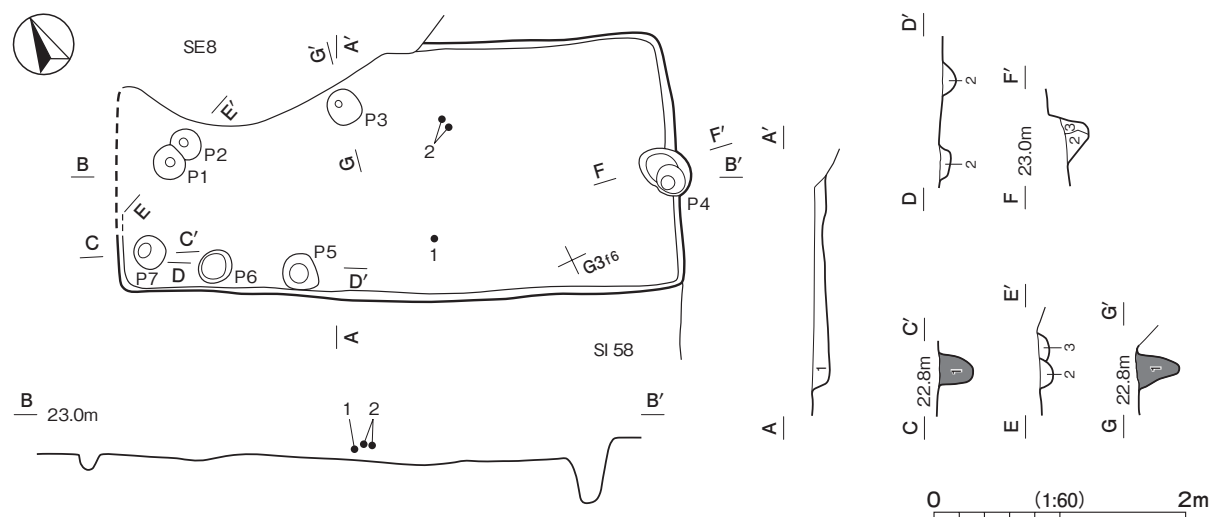 SE8
G' A'
E'
P3
P2
P1
2
F F'
B B'
P4
G
E
C C'
1
P5
P7 D P6 D'
G3f6
A
SI 58
B 23.0m
1 2
B'
A'
1
A
D'
2
2
D
F'
3
2
23.0m
F
C'
1
22.8m
C
E'
3
2
E
G'
1
22.8m
G
0 (1:60) 2m